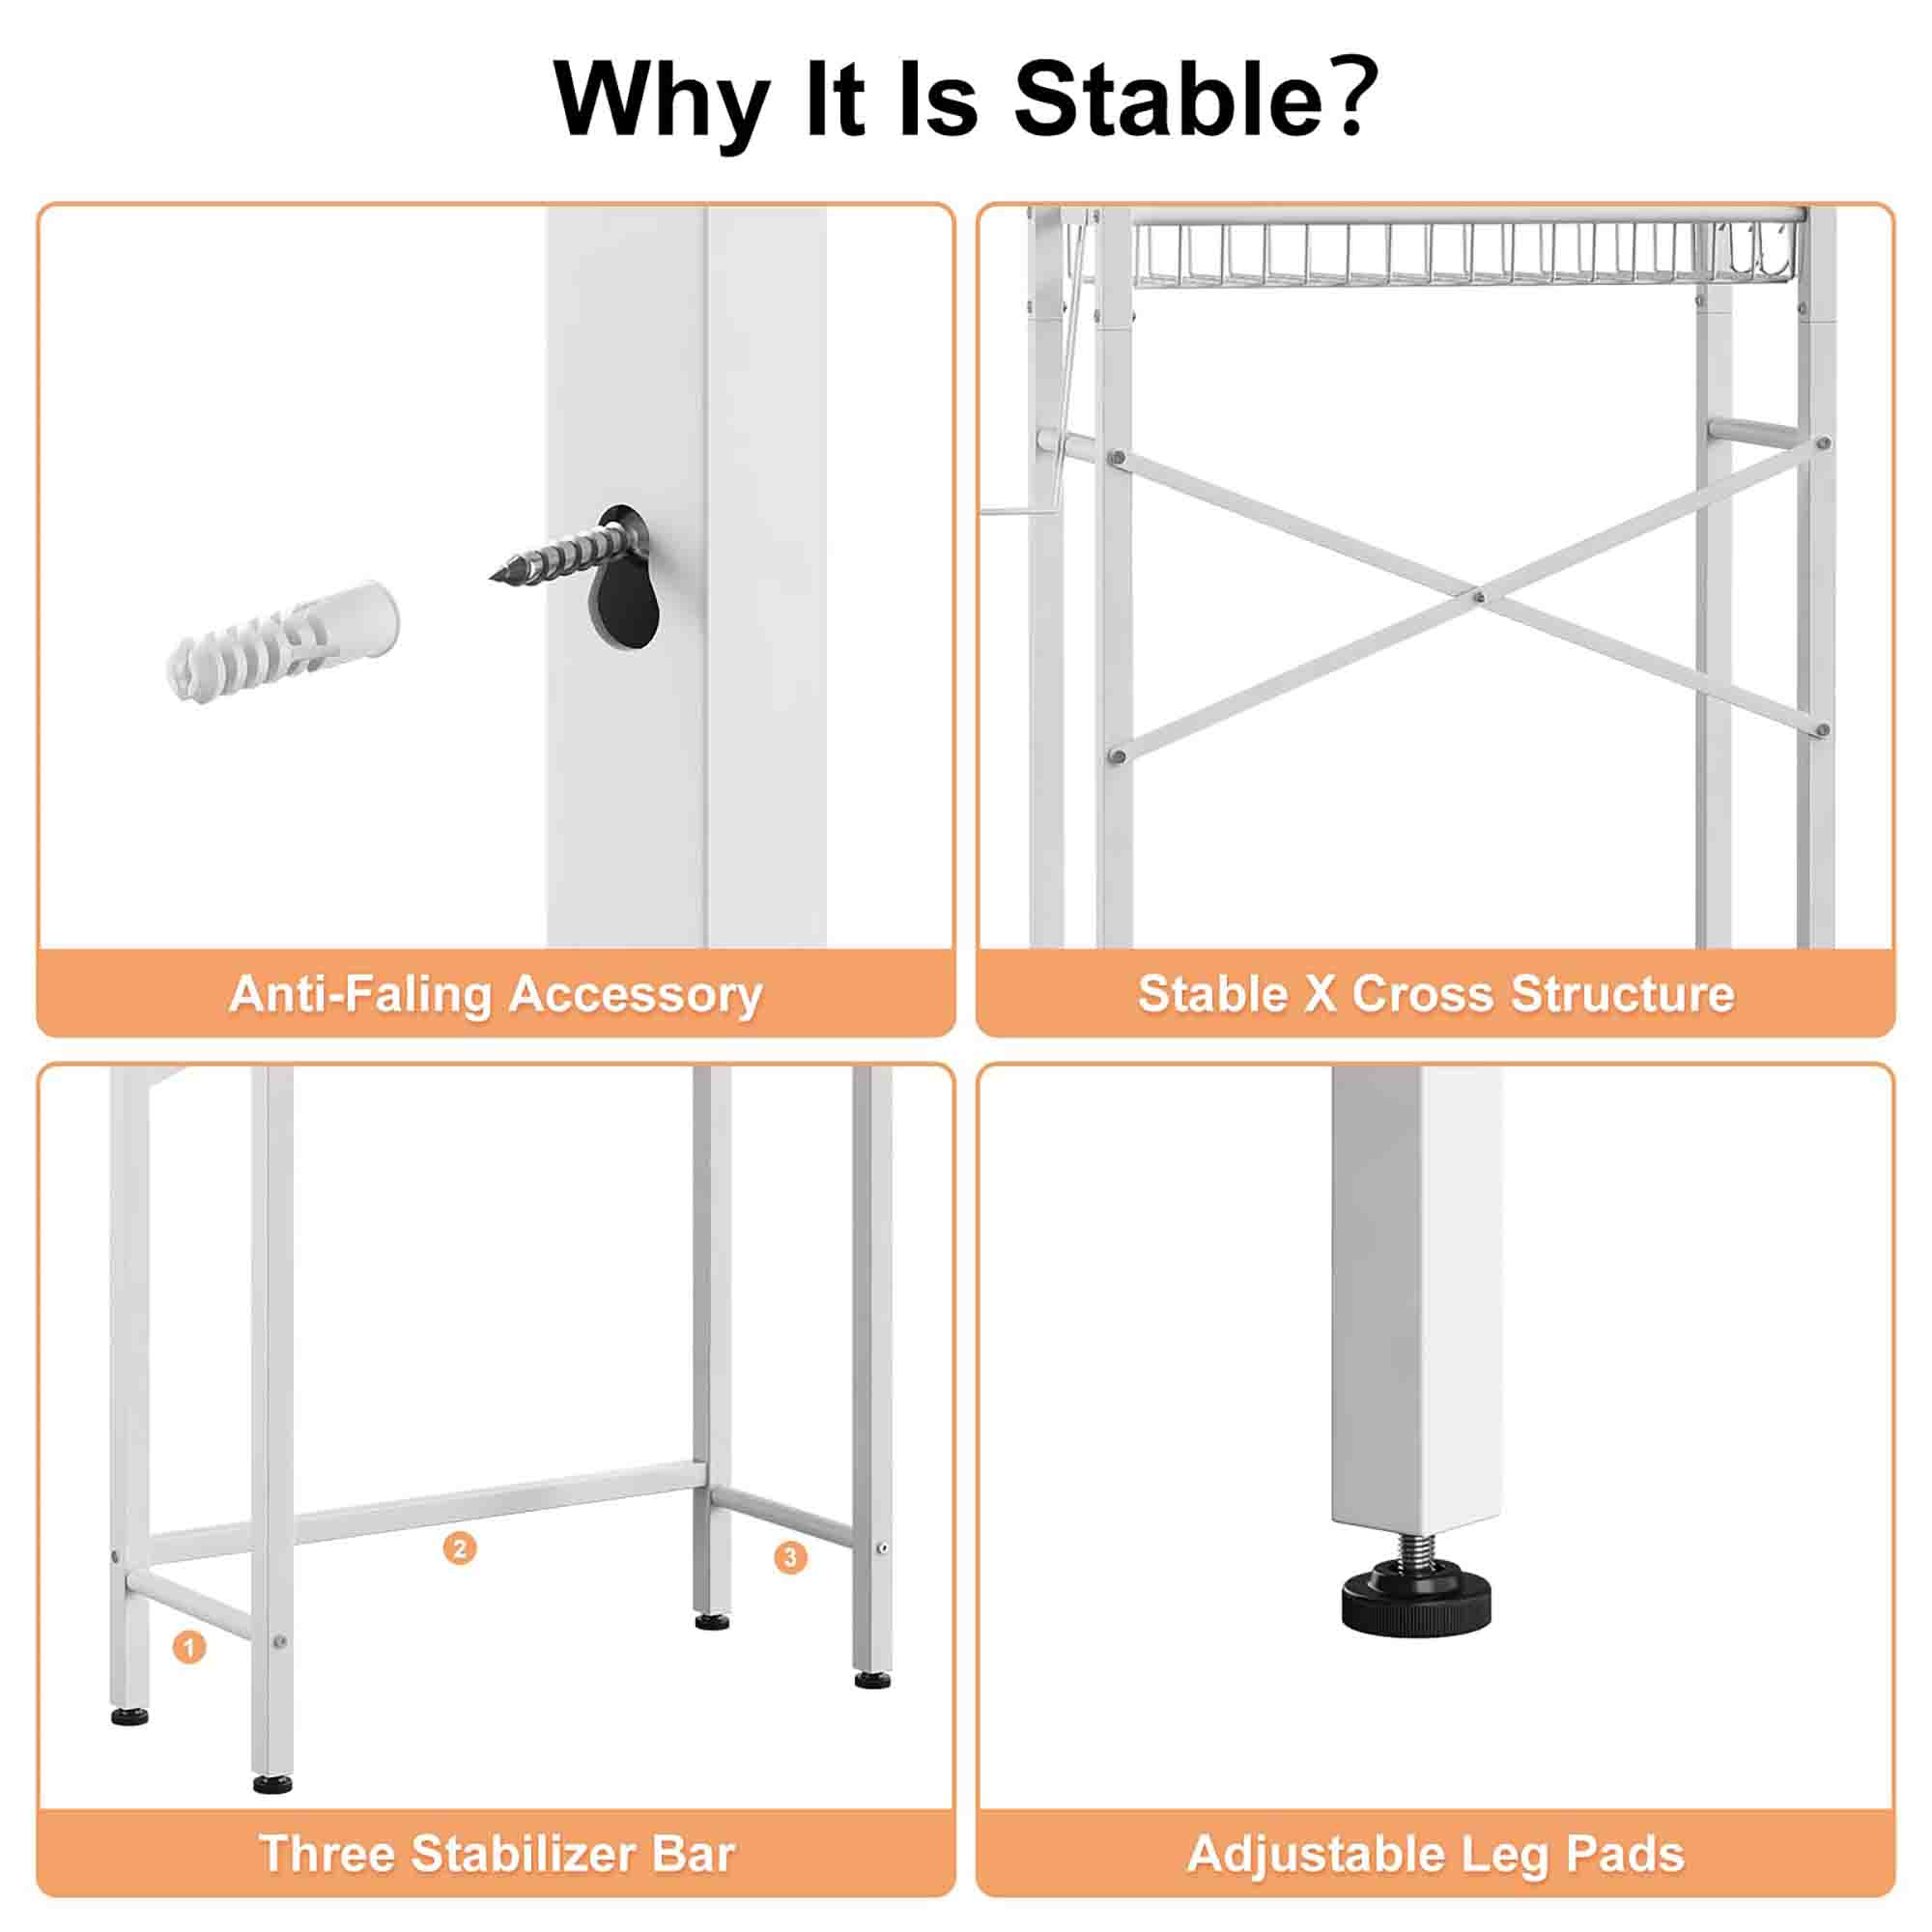 Why It Is Stable?
Anti-Faling Accessory
Stable X Cross Structure
1
2
3
Three Stabilizer Bar
Adjustable Leg Pads